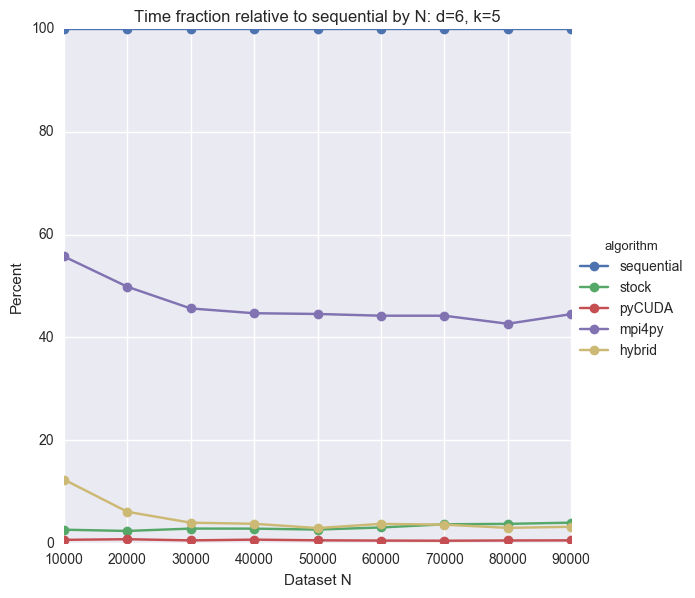 Time fraction relative to sequential by N: d=6, k=5
100
80
60
40
20
0
Percent
10000 20000 30000 40000 50000 60000 70000 80000 90000
Dataset N
algorithm
sequential
stock
pyCUDA
mpi4py
hybrid